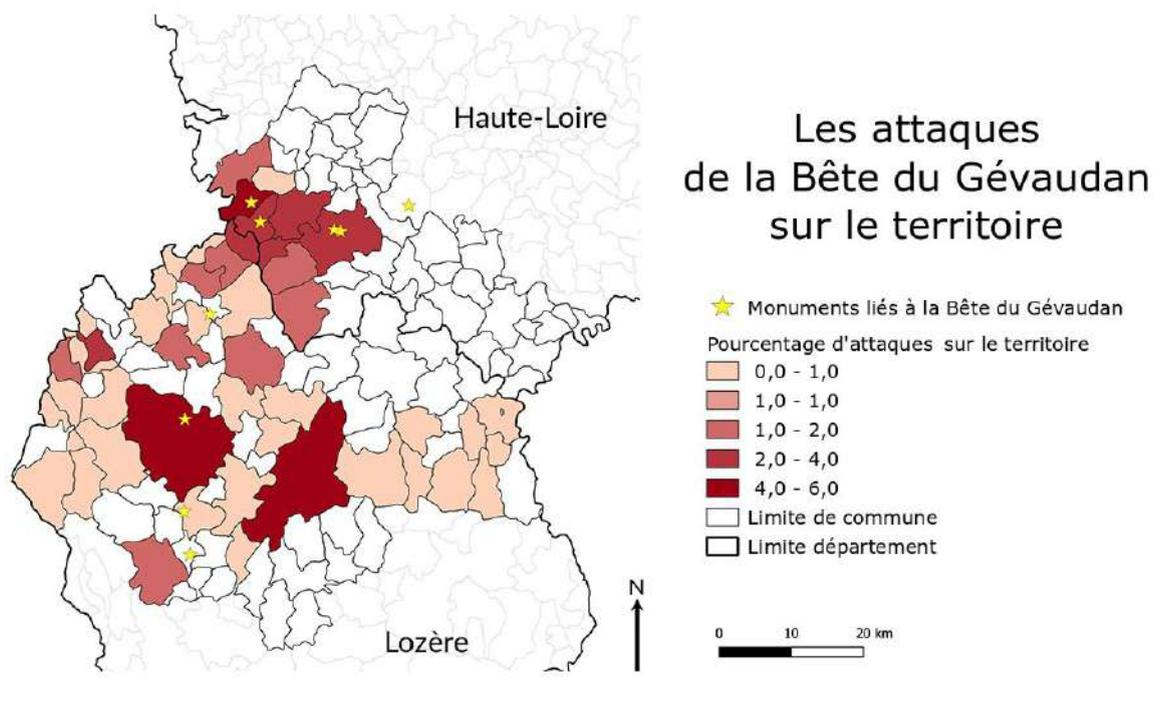 Haute-Loire
Lozère
N
Les attaques
de la Bête du Gévaudan
sur le territoire
Monuments liés à la Bête du Gévaudan
Pourcentage d'attaques sur le territoire
0,0 - 1,0
1,0 - 1,0
1,0 - 2,0
2,0 - 4,0
4,0 - 6,0
Limite de commune
Limite département
0 10 20 km